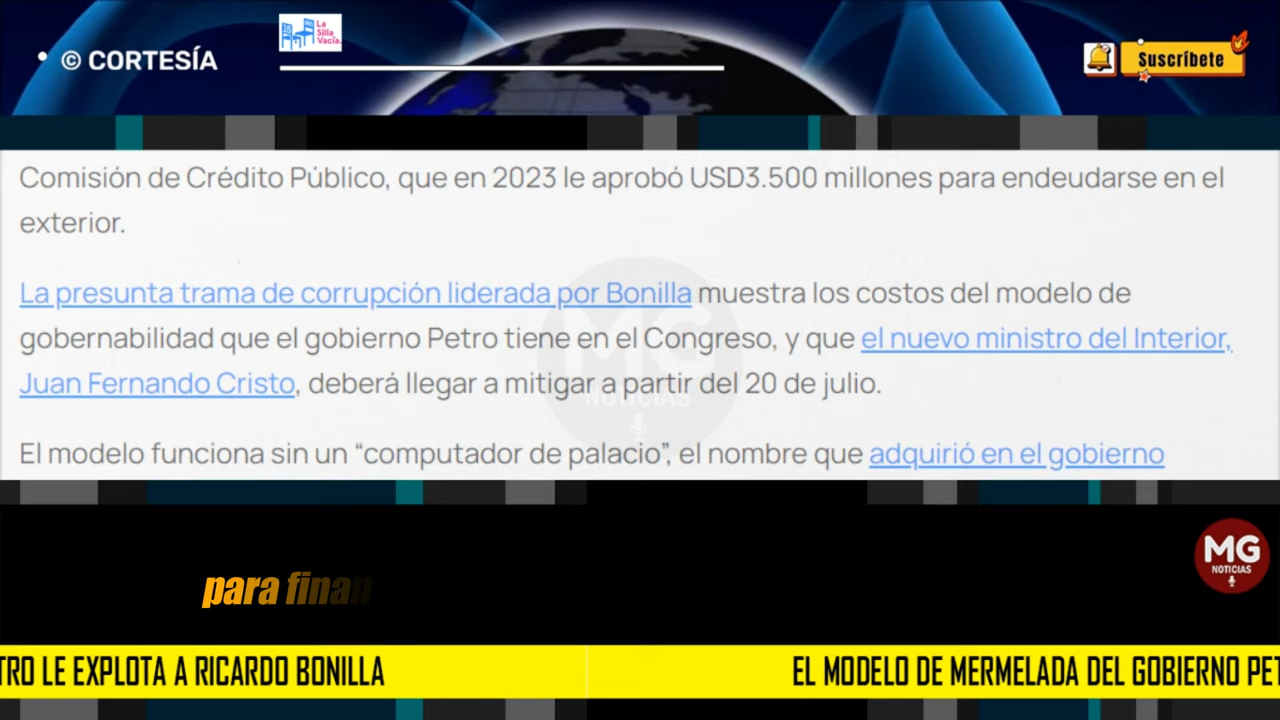 © CORTESÍA
La
Silla
Vacía.
Suscríbete
Comisión de Crédito Público, que en 2023 le aprobó USD3.500 millones para endeudarse en el
exterior.
La presunta trama de corrupción liderada por Bonilla muestra los costos del modelo de
gobernabilidad que el gobierno Petro tiene en el Congreso, y que el nuevo ministro del Interior,
Juan Fernando Cristo, deberá llegar a mitigar a partir del 20 de julio.
El modelo funciona sin un “computador de palacio”, el nombre que adquirió en el gobierno
MG
NOTICIAS
MG
NOTICIAS
para finan
TRO LE EXPLOTA A RICARDO BONILLA
EL MODELO DE MERMELADA DEL GOBIERNO PET